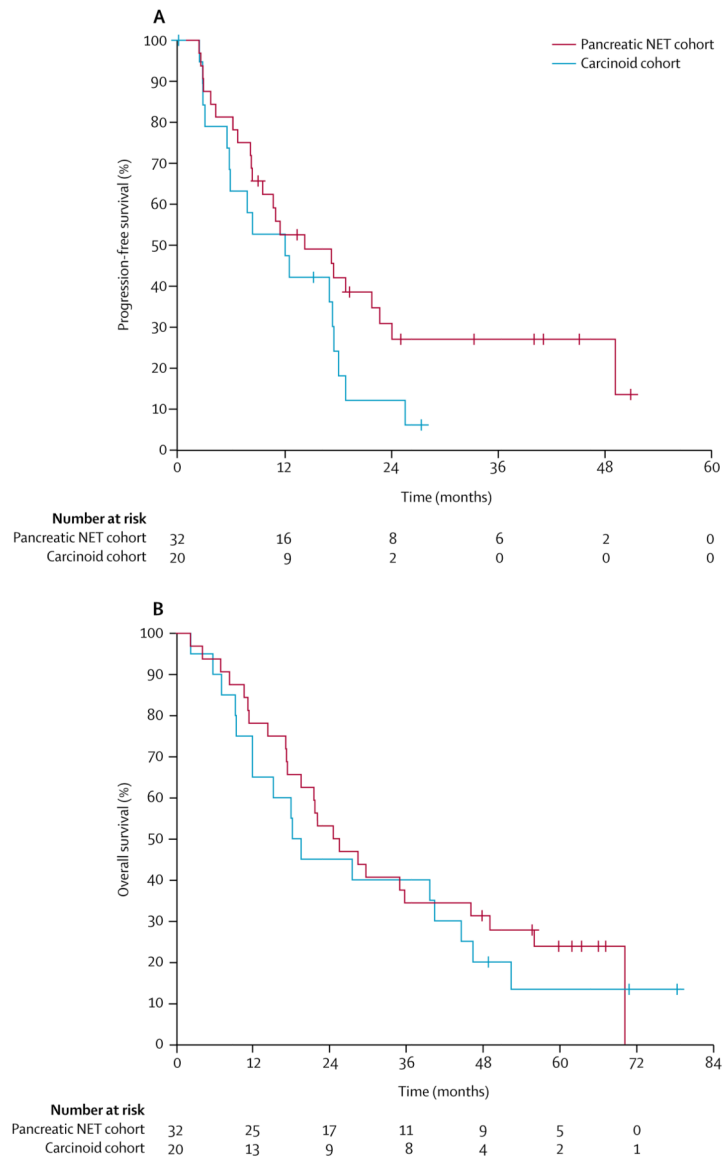 A
Pancreatic NET cohort
Carcinoid cohort
100
90
80
70
60
50
40
30
20
10
0
Progression-free survival (%)
0 12 24 36 48 60
Time (months)
Number at risk
Pancreatic NET cohort 32 16 8 6 2 0
Carcinoid cohort 20 9 2 0 0 0
B
100
90
80
70
60
50
40
30
20
10
0
Overall survival (%)
0 12 24 36 48 60 72 84
Time (months)
Number at risk
Pancreatic NET cohort 32 25 17 11 9 5 0
Carcinoid cohort 20 13 9 8 4 2 1